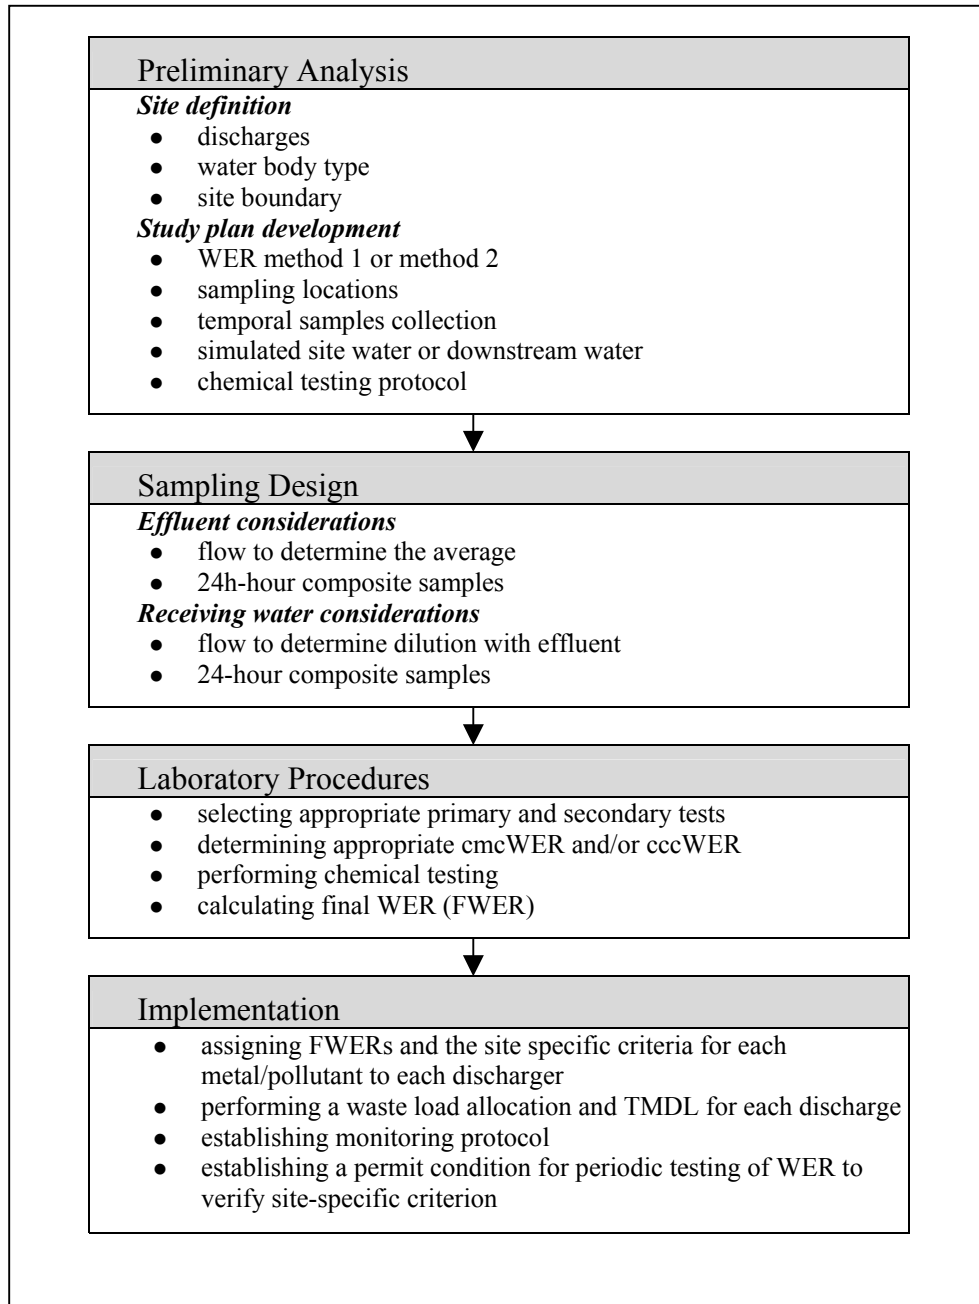 Preliminary Analysis
Site definition
● discharges
● water body type
● site boundary
Study plan development
● WER method 1 or method 2
● sampling locations
● temporal samples collection
● simulated site water or downstream water
● chemical testing protocol
Sampling Design
Effluent considerations
● flow to determine the average
● 24h-hour composite samples
Receiving water considerations
● flow to determine dilution with effluent
● 24-hour composite samples
Laboratory Procedures
● selecting appropriate primary and secondary tests
● determining appropriate cmcWER and/or cccWER
● performing chemical testing
● calculating final WER (FWER)
Implementation
● assigning FWERs and the site specific criteria for each
metal/pollutant to each discharger
● performing a waste load allocation and TMDL for each discharge
● establishing monitoring protocol
● establishing a permit condition for periodic testing of WER to
verify site-specific criterion